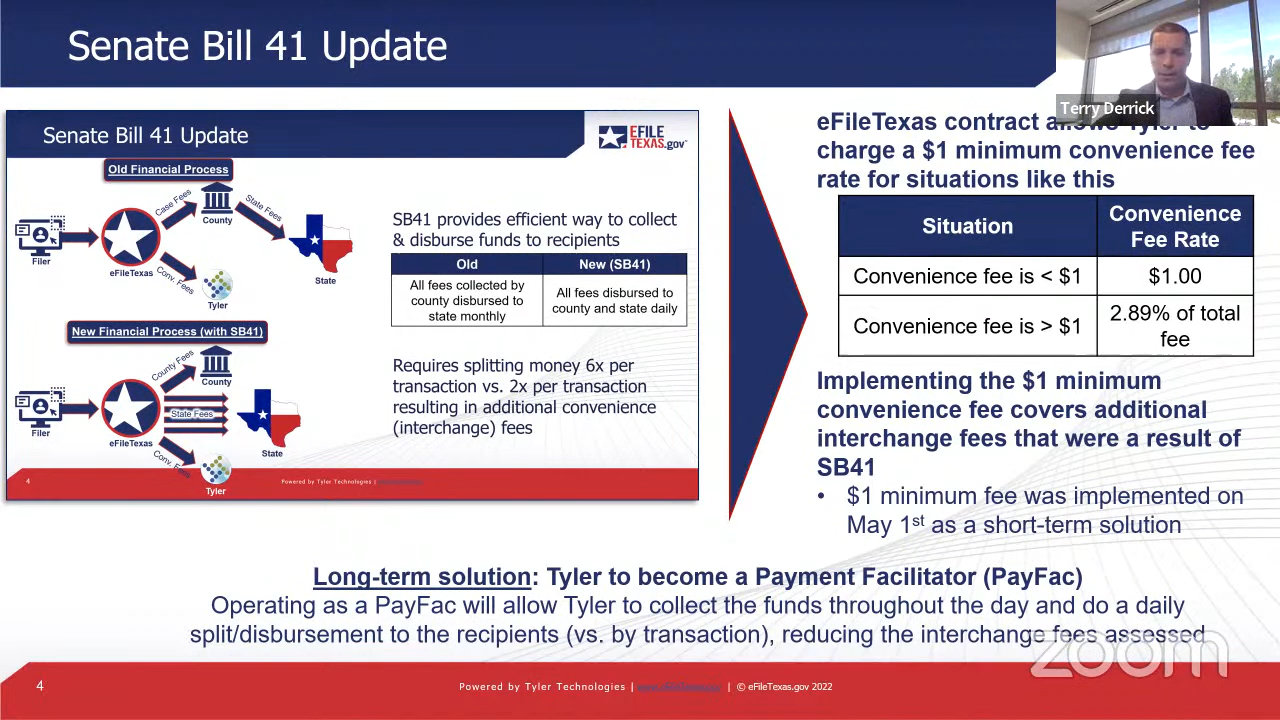 Senate Bill 41 Update
Terry Derrick
Senate Bill 41 Update
EFILE
TEXAS.gov
Old Financial Process
Case Fees
County
State Fees
Filer
eFileTexas
State
Conv. Fees
Tyler
New Financial Process (with SB41)
County Fees
County
State Fees
Filer
eFileTexas
State
Conv. Fees
Tyler
SB41 provides efficient way to collect
& disburse funds to recipients
Old New (SB41)
All fees collected by
county disbursed to
state monthly
All fees disbursed to
county and state daily
Requires splitting money 6x per
transaction vs. 2x per transaction
resulting in additional convenience
(interchange) fees
4
Powered by Tyler Technologies |
eFileTexas contract allows Tyler to
charge a $1 minimum convenience fee
rate for situations like this
Situation
Convenience
Fee Rate
Convenience fee is < $1 $1.00
Convenience fee is > $1
2.89% of total
fee
Implementing the $1 minimum
convenience fee covers additional
interchange fees that were a result of
SB41
• $1 minimum fee was implemented on
May 1st as a short-term solution
Long-term solution: Tyler to become a Payment Facilitator (PayFac)
Operating as a PayFac will allow Tyler to collect the funds throughout the day and do a daily
split/disbursement to the recipients (vs. by transaction), reducing the interchange fees assessed
zoom
4
Powered by Tyler Technologies | | © eFileTexas.gov 2022